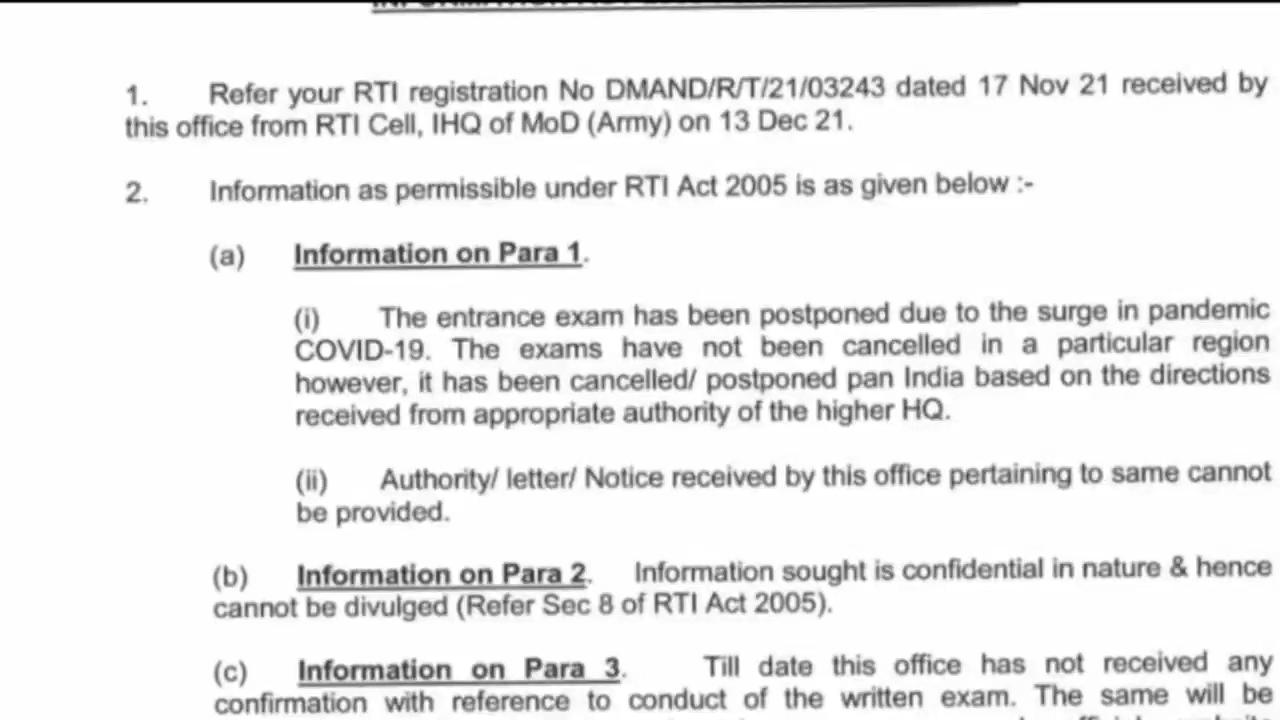 1. Refer your RTI registration No DMAND/R/T/21/03243 dated 17 Nov 21 received by
this office from RTI Cell, IHQ of MoD (Army) on 13 Dec 21.
2. Information as permissible under RTI Act 2005 is as given below :-
(a) Information on Para 1.
(i) The entrance exam has been postponed due to the surge in pandemic
COVID-19. The exams have not been cancelled in a particular region
however, it has been cancelled/ postponed pan India based on the directions
received from appropriate authority of the higher HQ.
(ii) Authority/ letter/ Notice received by this office pertaining to same cannot
be provided.
(b) Information on Para 2. Information sought is confidential in nature & hence
cannot be divulged (Refer Sec 8 of RTI Act 2005).
(c) Information on Para 3. Till date this office has not received any
confirmation with reference to conduct of the written exam. The same will be